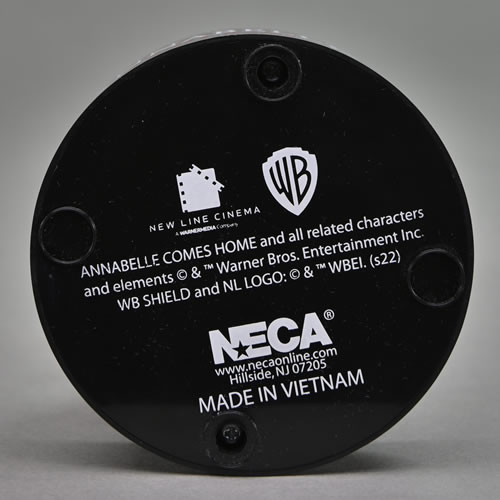 WB
NEW LINE CINEMA
A WARNERMEDIA Company
ANNABELLE COMES HOME and all related characters
and elements © & ™ Warner Bros. Entertainment Inc.
WB SHIELD and NL LOGO: © & ™ WBEI. (s22)
NECA®
www.necaonline.com
Hillside, NJ 07205
MADE IN VIETNAM